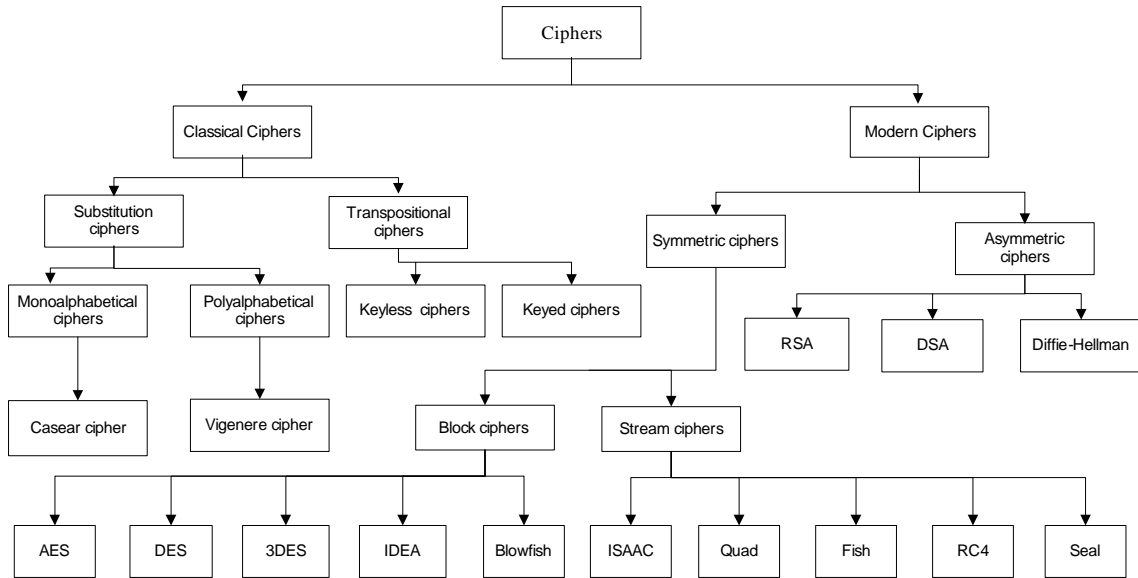 Ciphers
Classical Ciphers
Modern Ciphers
Substitution
ciphers
Transpositional
ciphers
Symmetric ciphers
Asymmetric
ciphers
Monoalphabetical
ciphers
Polyalphabetical
ciphers
Keyless ciphers
Keyed ciphers
RSA
DSA
Diffie-Hellman
Casear cipher
Vigenere cipher
Block ciphers
Stream ciphers
AES
DES
3DES
IDEA
Blowfish
ISAAC
Quad
Fish
RC4
Seal